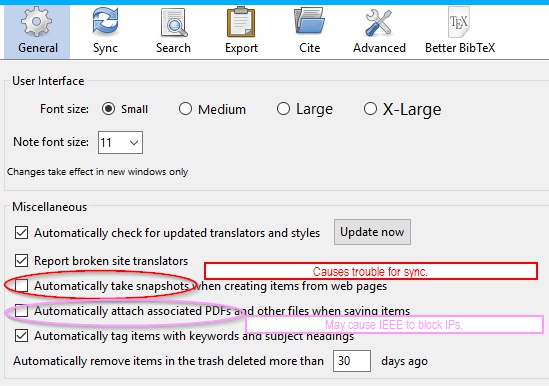 General Sync Search Export Cite Advanced Better BibTeX
User Interface
Font size: Small Medium Large X-Large
Note font size: 11
Changes take effect in new windows only
Miscellaneous
Automatically check for updated translators and styles Update now
Report broken site translators
Causes trouble for sync.
Automatically take snapshots when creating items from web pages
Automatically attach associated PDFs and other files when saving items
May cause IEEE to block IPs.
Automatically tag items with keywords and subject headings
Automatically remove items in the trash deleted more than 30 days ago